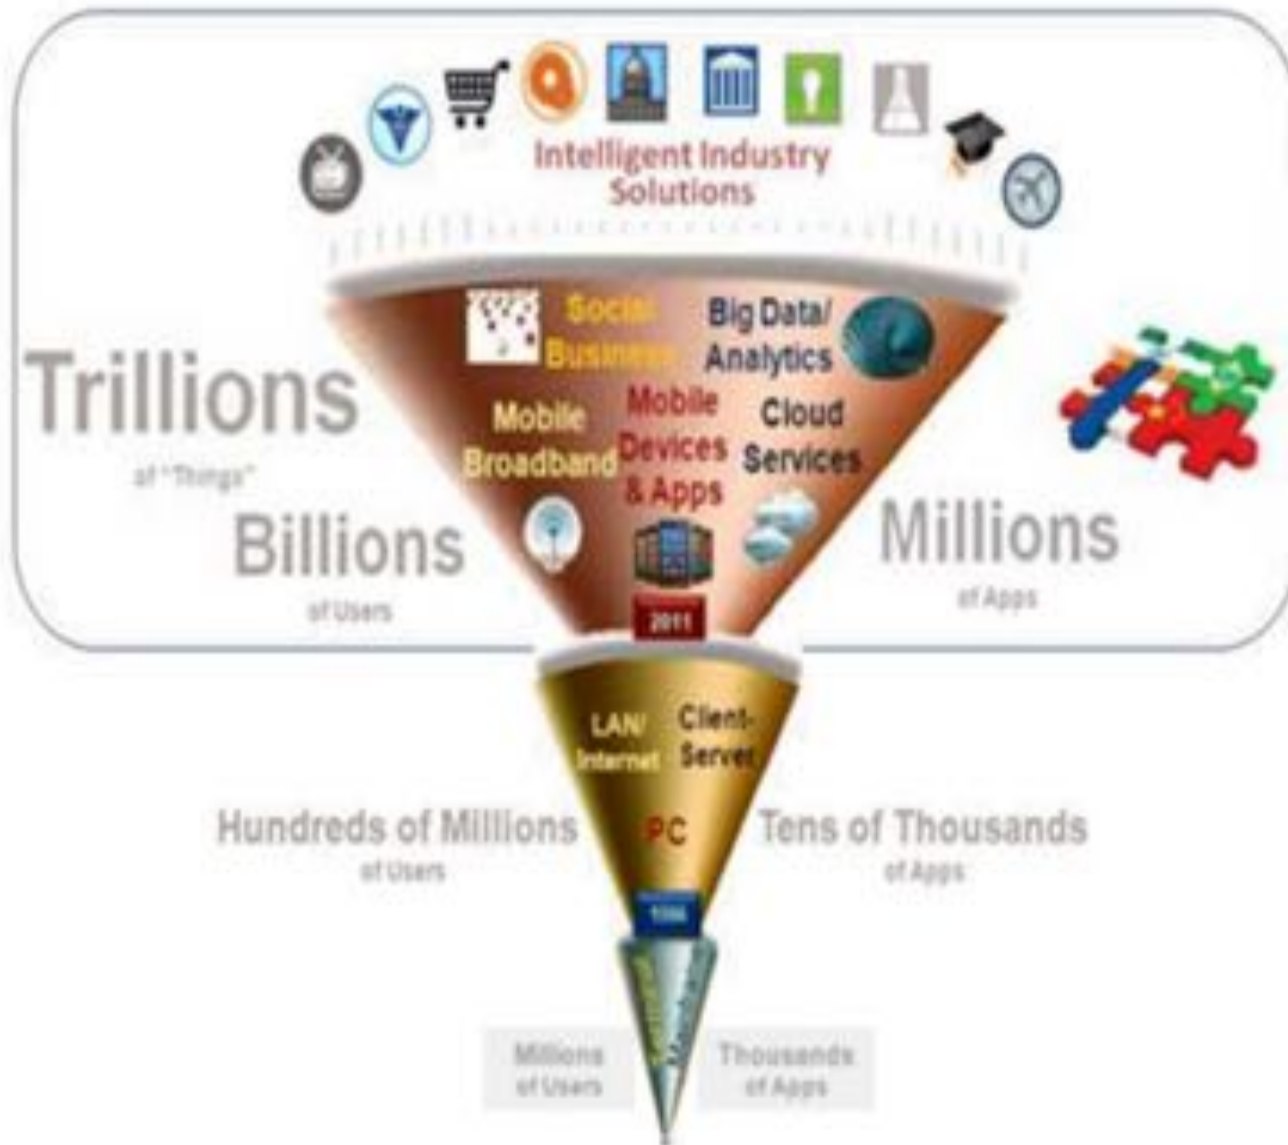 Intelligent Industry
Solutions
Social
Business
Big Data/
Analytics
Trillions
of "Things"
Mobile
Broadband
Mobile
Devices
& Apps
Cloud
Services
Billions
of Users
Millions
of Apps
2011
LAN/
Internet
Client-
Server
Hundreds of Millions
of Users
PC
Tens of Thousands
of Apps
Millions
of Users
Thousands
of Apps